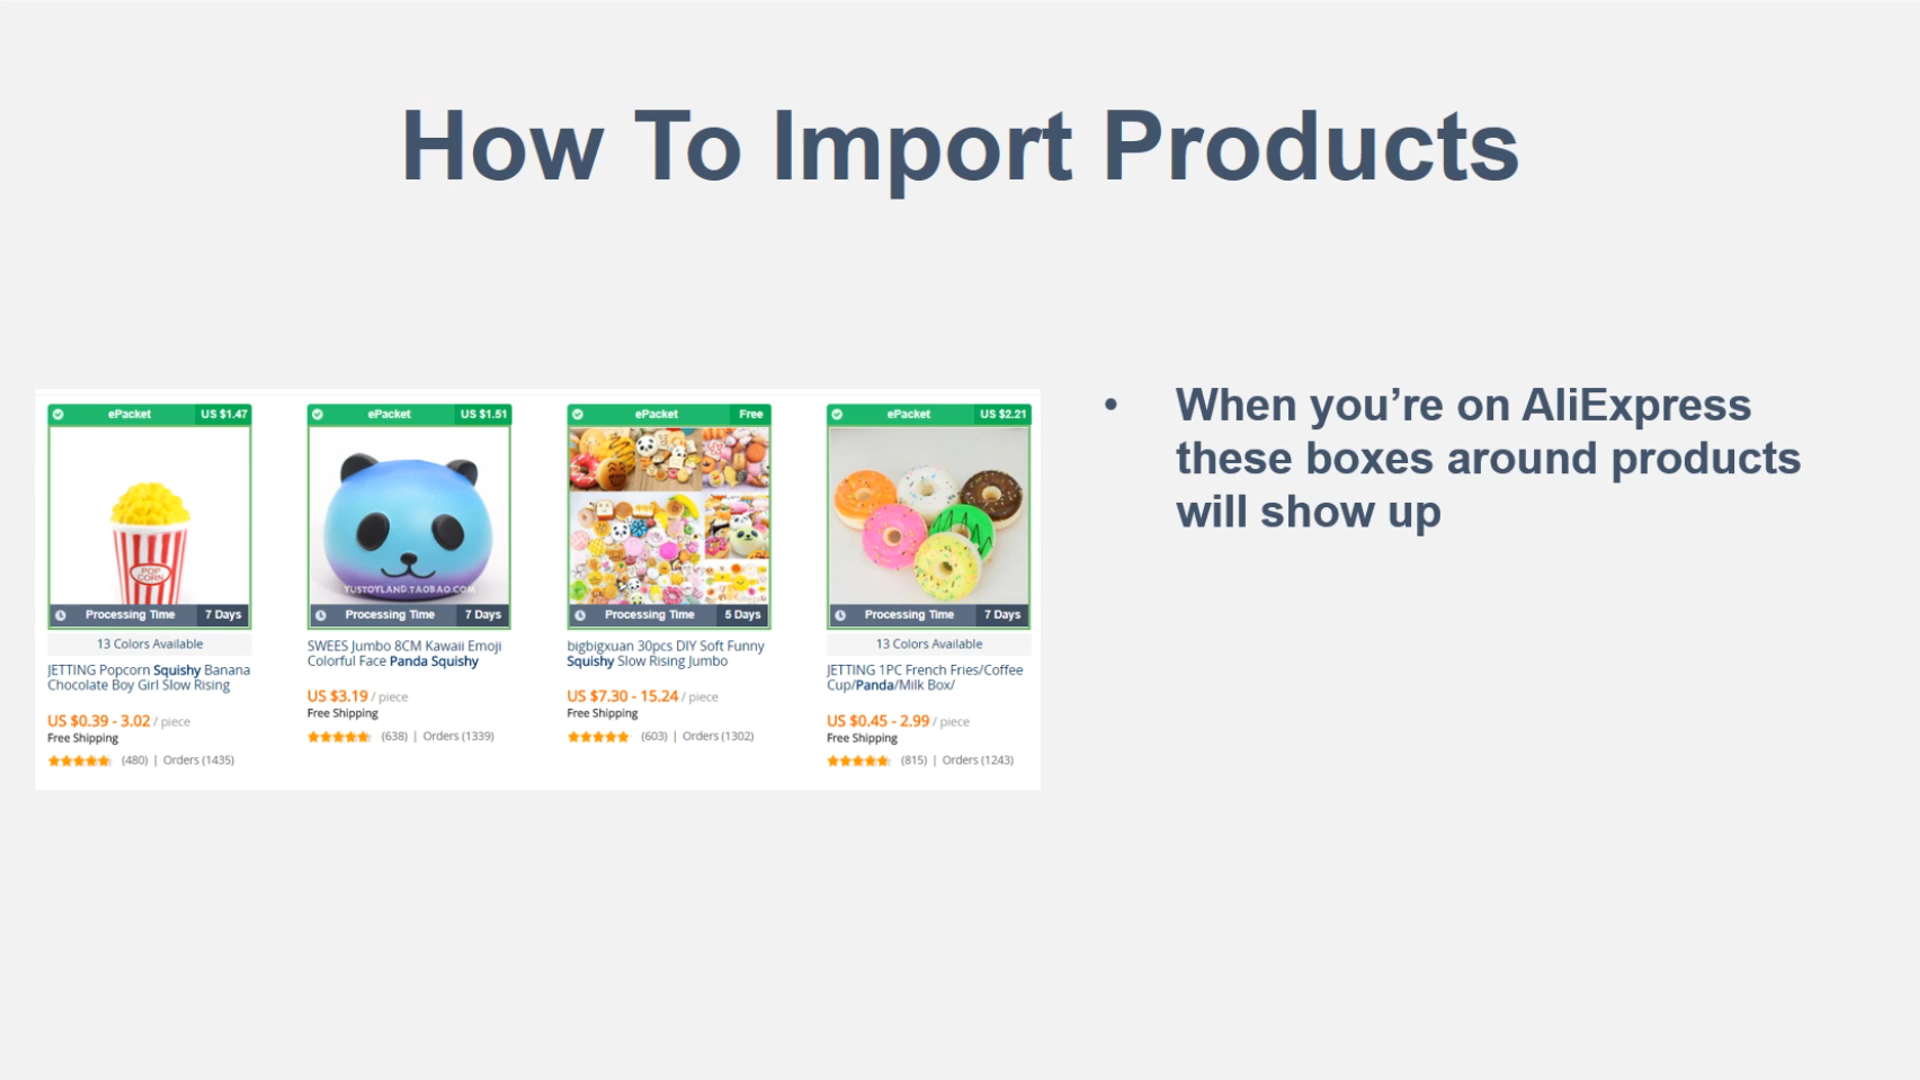 How To Import Products
ePacket US $1.47
POP
CORN
Processing Time 7 Days
13 Colors Available
JETTING Popcorn Squishy Banana
Chocolate Boy Girl Slow Rising
US $0.39 - 3.02 / piece
Free Shipping
(480) | Orders (1435)
ePacket US $1.51
YUSTOYLAND.TAOBAO.COM
Processing Time 7 Days
SWEES Jumbo 8CM Kawaii Emoji
Colorful Face Panda Squishy
US $3.19 / piece
Free Shipping
(638) | Orders (1339)
ePacket Free
Processing Time 5 Days
bigbigxuan 30pcs DIY Soft Funny
Squishy Slow Rising Jumbo
US $7.30 - 15.24 / piece
Free Shipping
(603) | Orders (1302)
ePacket US $2.21
Processing Time 7 Days
13 Colors Available
JETTING 1PC French Fries/Coffee
Cup/Panda/Milk Box/
US $0.45 - 2.99 / piece
Free Shipping
(815) | Orders (1243)
• When you’re on AliExpress
these boxes around products
will show up